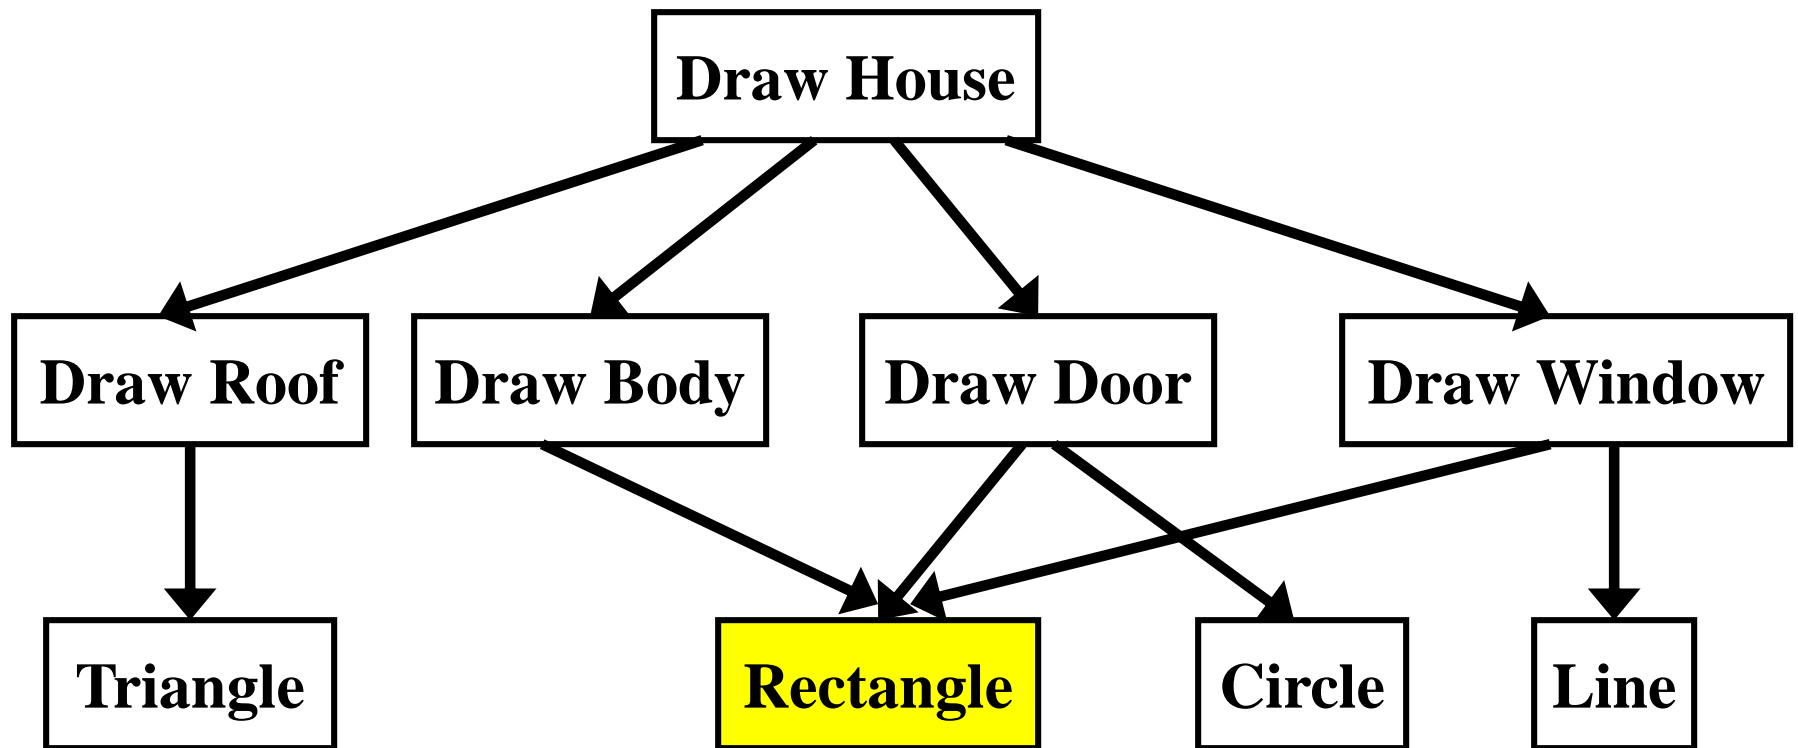 Draw House
Draw Roof
Draw Body
Draw Door
Draw Window
Triangle
Rectangle
Circle
Line